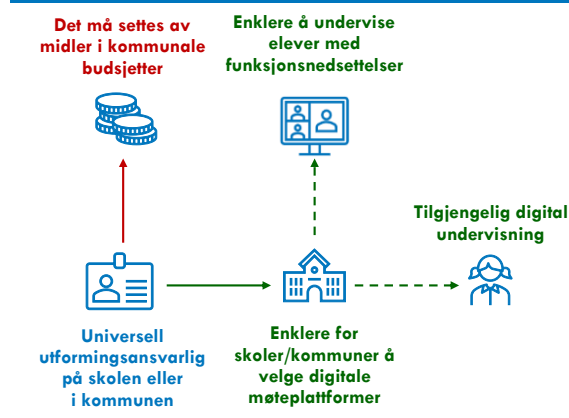 Det må settes av
midler i kommunale
budsjetter
Enklere å undervise
elever med
funksjonsnedsettelser
Tilgjengelig digital
undervisning
Universell
utformingsansvarlig
på skolen eller
i kommunen
Enklere for
skoler/kommuner å
velge digitale
møteplattformer